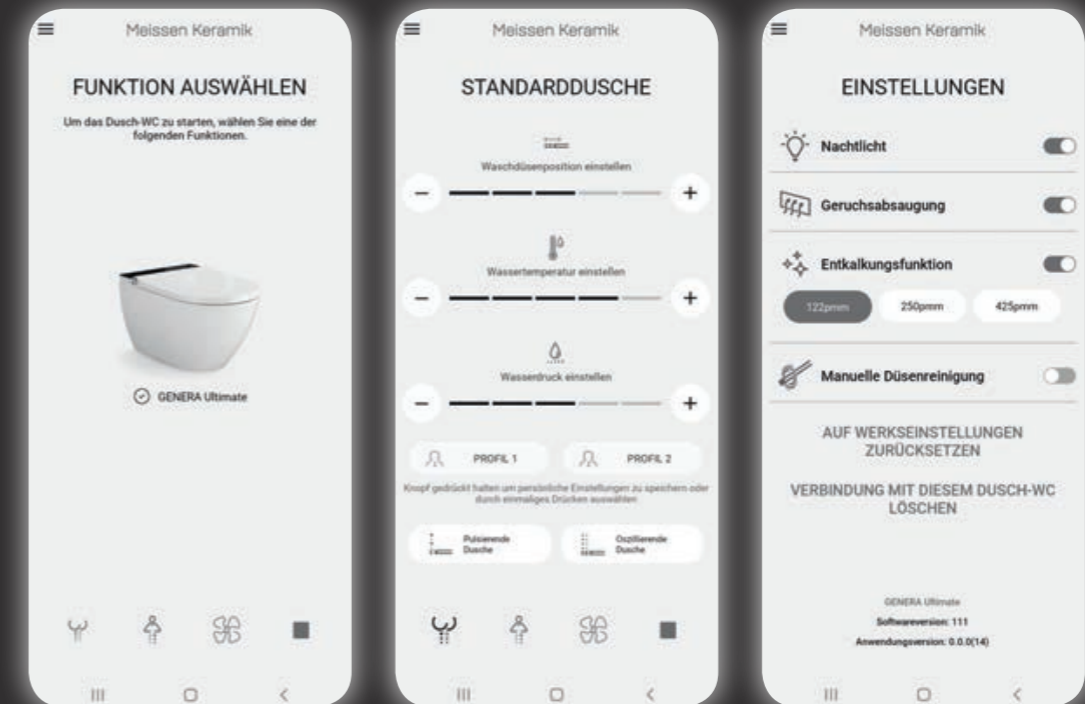 Meissen Keramik
FUNKTION AUSWÄHLEN
Um das Dusch-WC zu starten, wählen Sie eine der
folgenden Funktionen.
GENERA Ultimate
Meissen Keramik
STANDARDDUSCHE
Waschdüsenposition einstellen
Wassertemperatur einstellen
Wasserdruck einstellen
PROFIL 1
PROFIL 2
Knopf gedrückt halten um persönliche Einstellungen zu speichern oder
durch einmaliges Drücken auswählen
Pulsierende
Dusche
Oszillierende
Dusche
Meissen Keramik
EINSTELLUNGEN
Nachtlicht
Geruchsabsaugung
Entkalkungsfunktion
122pmm
250pmm
425pmm
Manuelle Düsenreinigung
AUF WERKSEINSTELLUNGEN
ZURÜCKSETZEN
VERBINDUNG MIT DIESEM DUSCH-WC
LÖSCHEN
GENERA Ultimate
Softwareversion: 111
Anwendungsversion: 0.0.0(14)